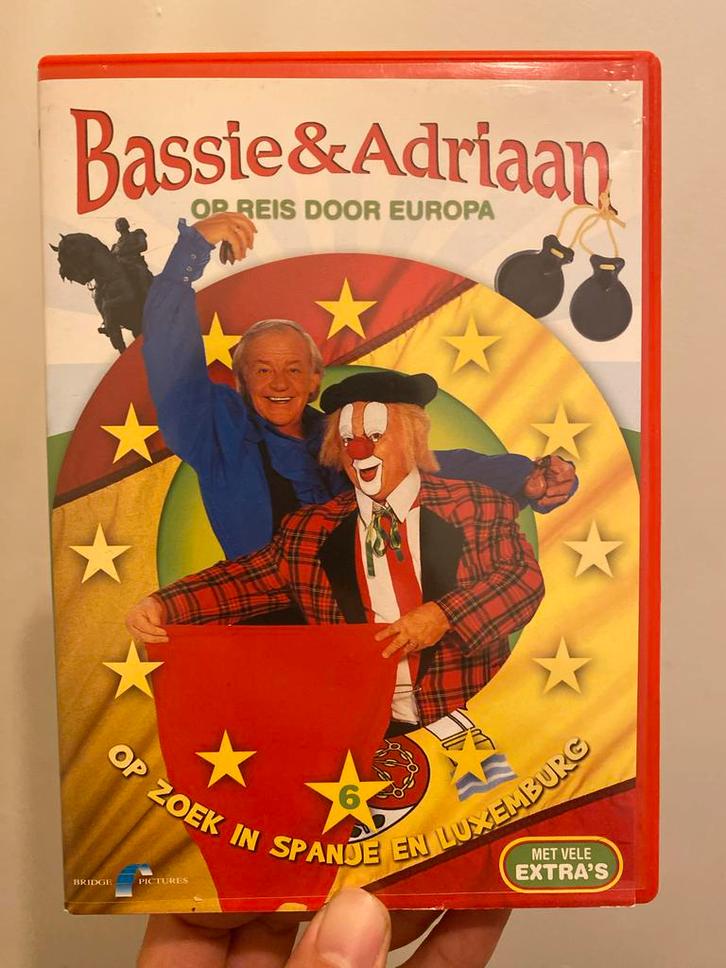 Bassie & Adriaan
OP REIS DOOR EUROPA
6
OP ZOEK IN SPANJE EN LUXEMBURG
MET VELE
EXTRA'S
BRIDGE PICTURES